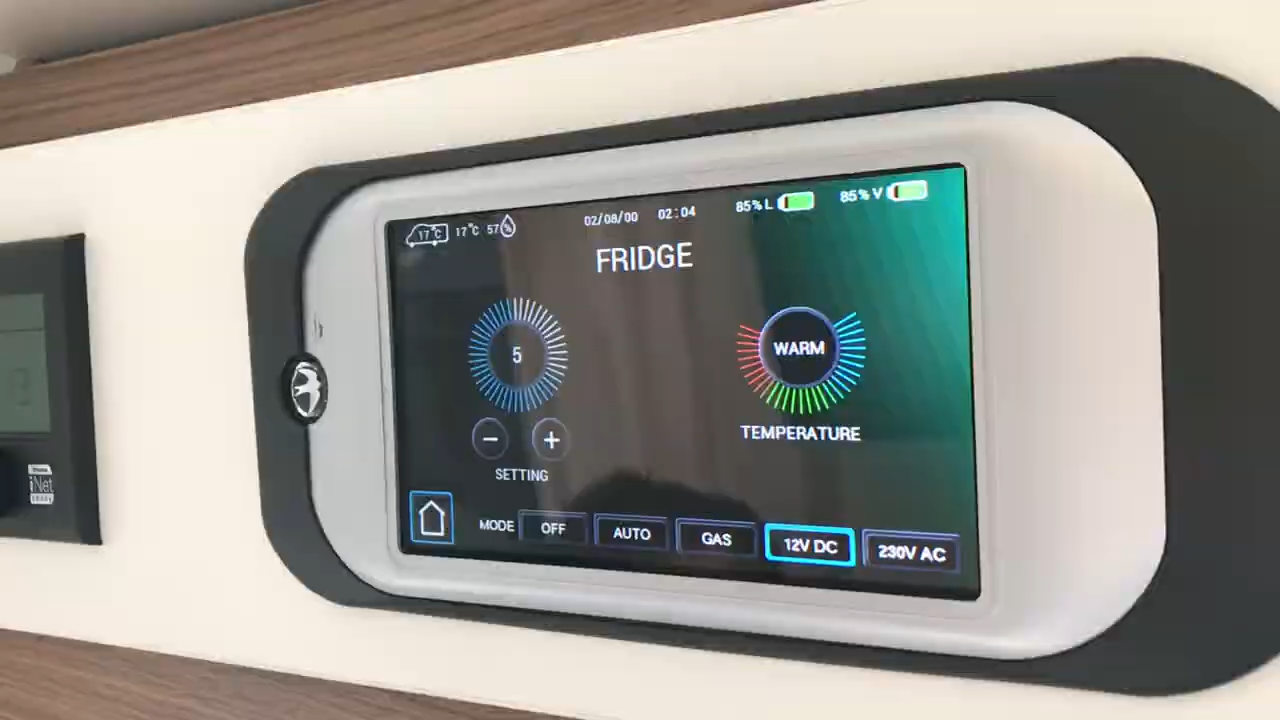 17°C 17°C 57% 02/08/00 02:04 85% L 85% V
FRIDGE
5
WARM
− +
TEMPERATURE
SETTING
MODE OFF AUTO GAS 12V DC 230V AC
iNet